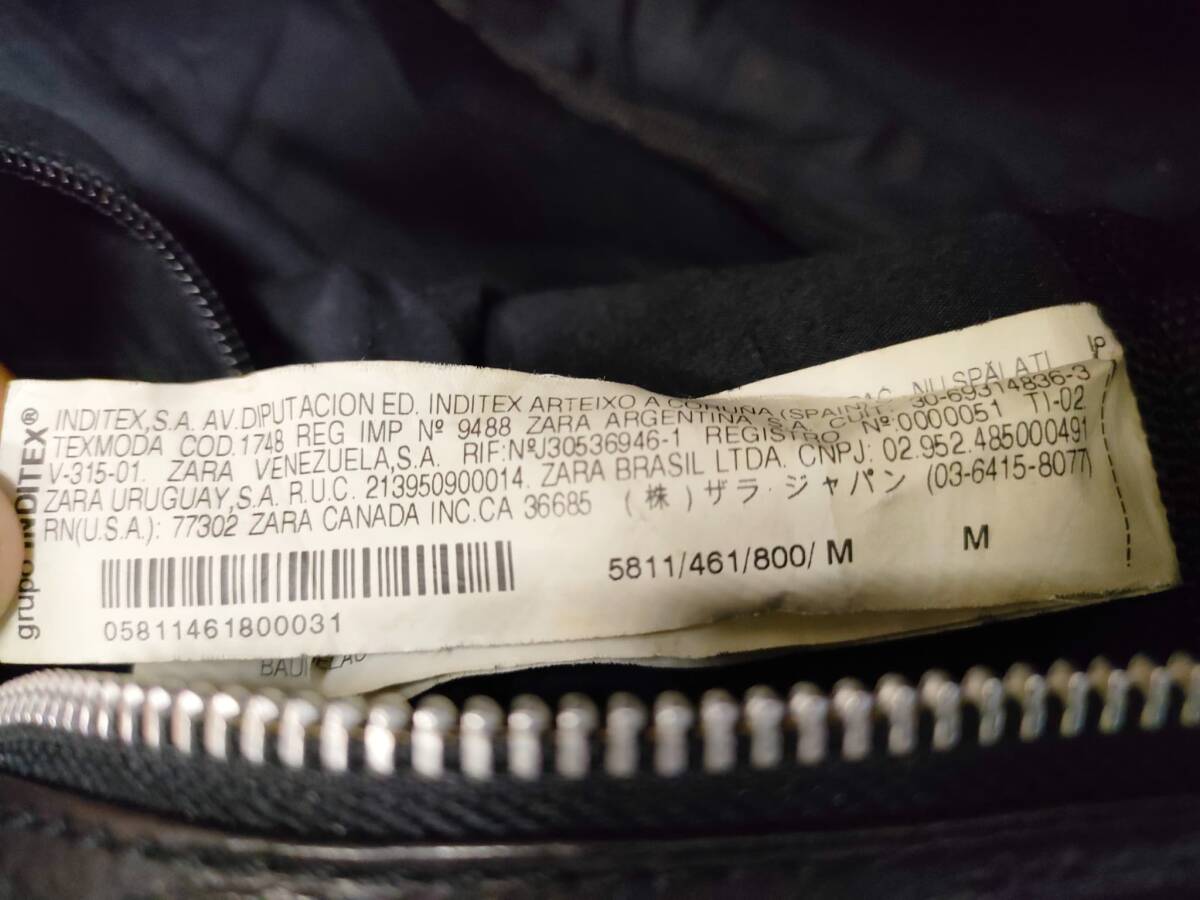 grupo INDITEX®
INDITEX,S.A. AV.DIPUTACION ED. INDITEX ARTEIXO A CORUÑA (SPAIN)
TEXMODA COD.1748 REG IMP Nº 9488 ZARA ARGENTINA S.A. CUIT: 30-69314836-3
V-315-01. ZARA VENEZUELA,S.A. RIF:NºJ30536946-1 REGISTRO Nº:0000051 TI-02
ZARA URUGUAY,S.A. R.U.C. 213950900014. ZARA BRASIL LTDA. CNPJ: 02.952.485000491
RN(U.S.A.): 77302 ZARA CANADA INC.CA 36685 (株)ザラ・ジャパン (03-6415-8077)
5811/461/800/ M M
05811461800031
NU SPĂLAȚI